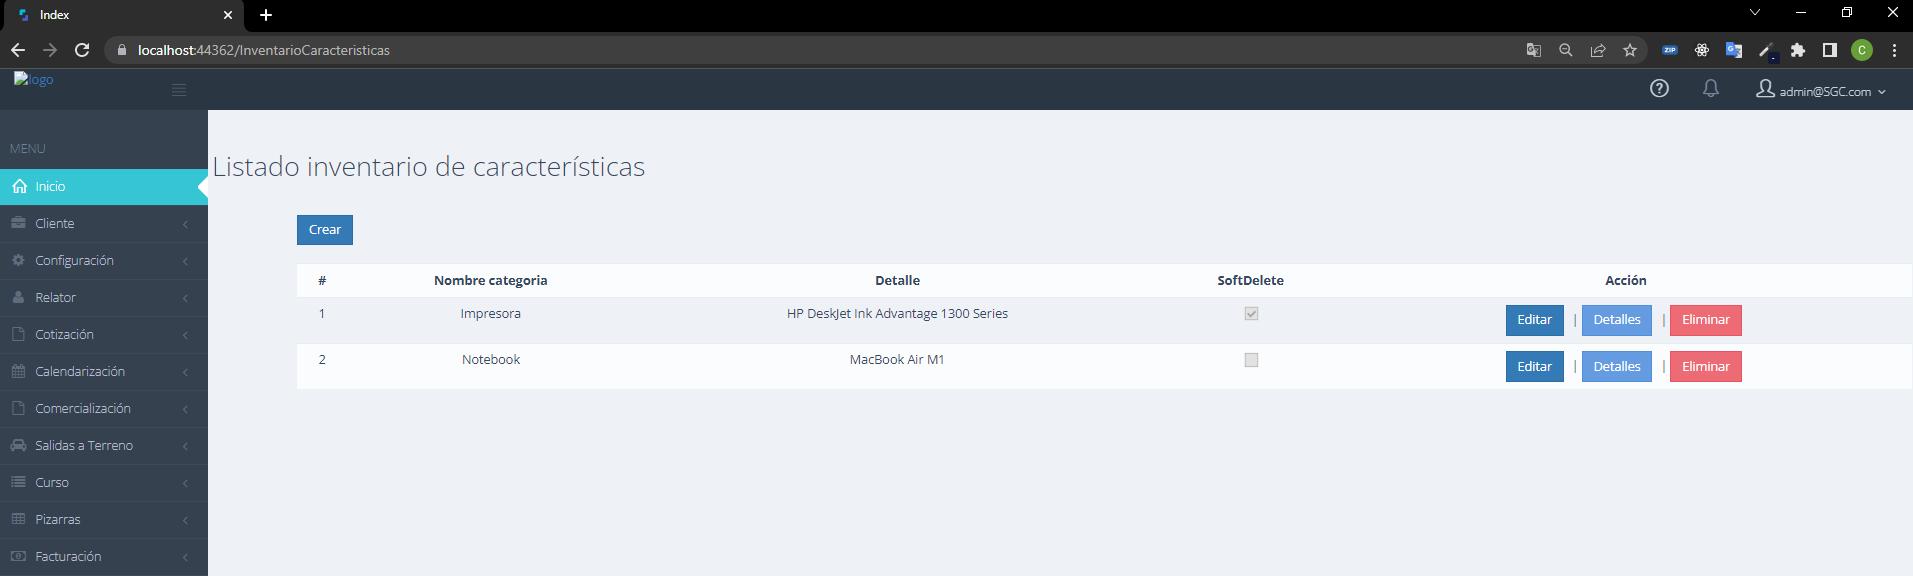 Index
localhost:44362/InventarioCaracteristicas
ZIP
C
logo
admin@SGC.com
MENU
Listado inventario de características
Inicio
Cliente
Crear
Configuración
# Nombre categoria Detalle SoftDelete Acción
Relator
1 Impresora HP DeskJet Ink Advantage 1300 Series Editar | Detalles | Eliminar
Cotización
2 Notebook MacBook Air M1 Editar | Detalles | Eliminar
Calendarización
Comercialización
Salidas a Terreno
Curso
Pizarras
Facturación